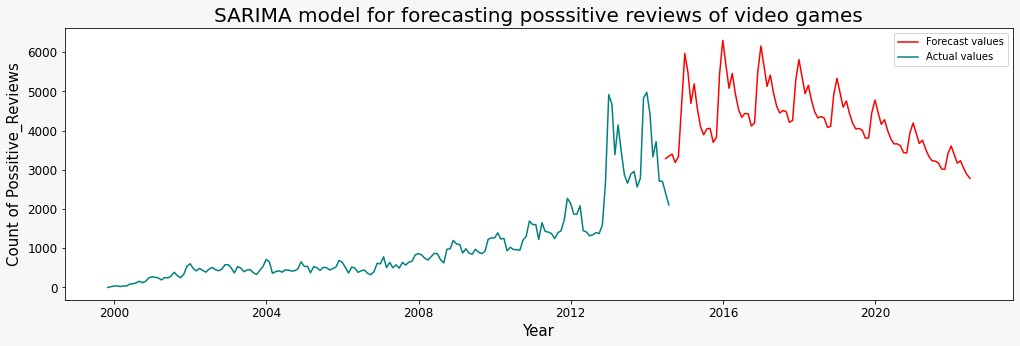 SARIMA model for forecasting posssitive reviews of video games
Forecast values
Actual values
Count of Possitive_Reviews
6000
5000
4000
3000
2000
1000
0
2000
2004
2008
2012
2016
2020
Year